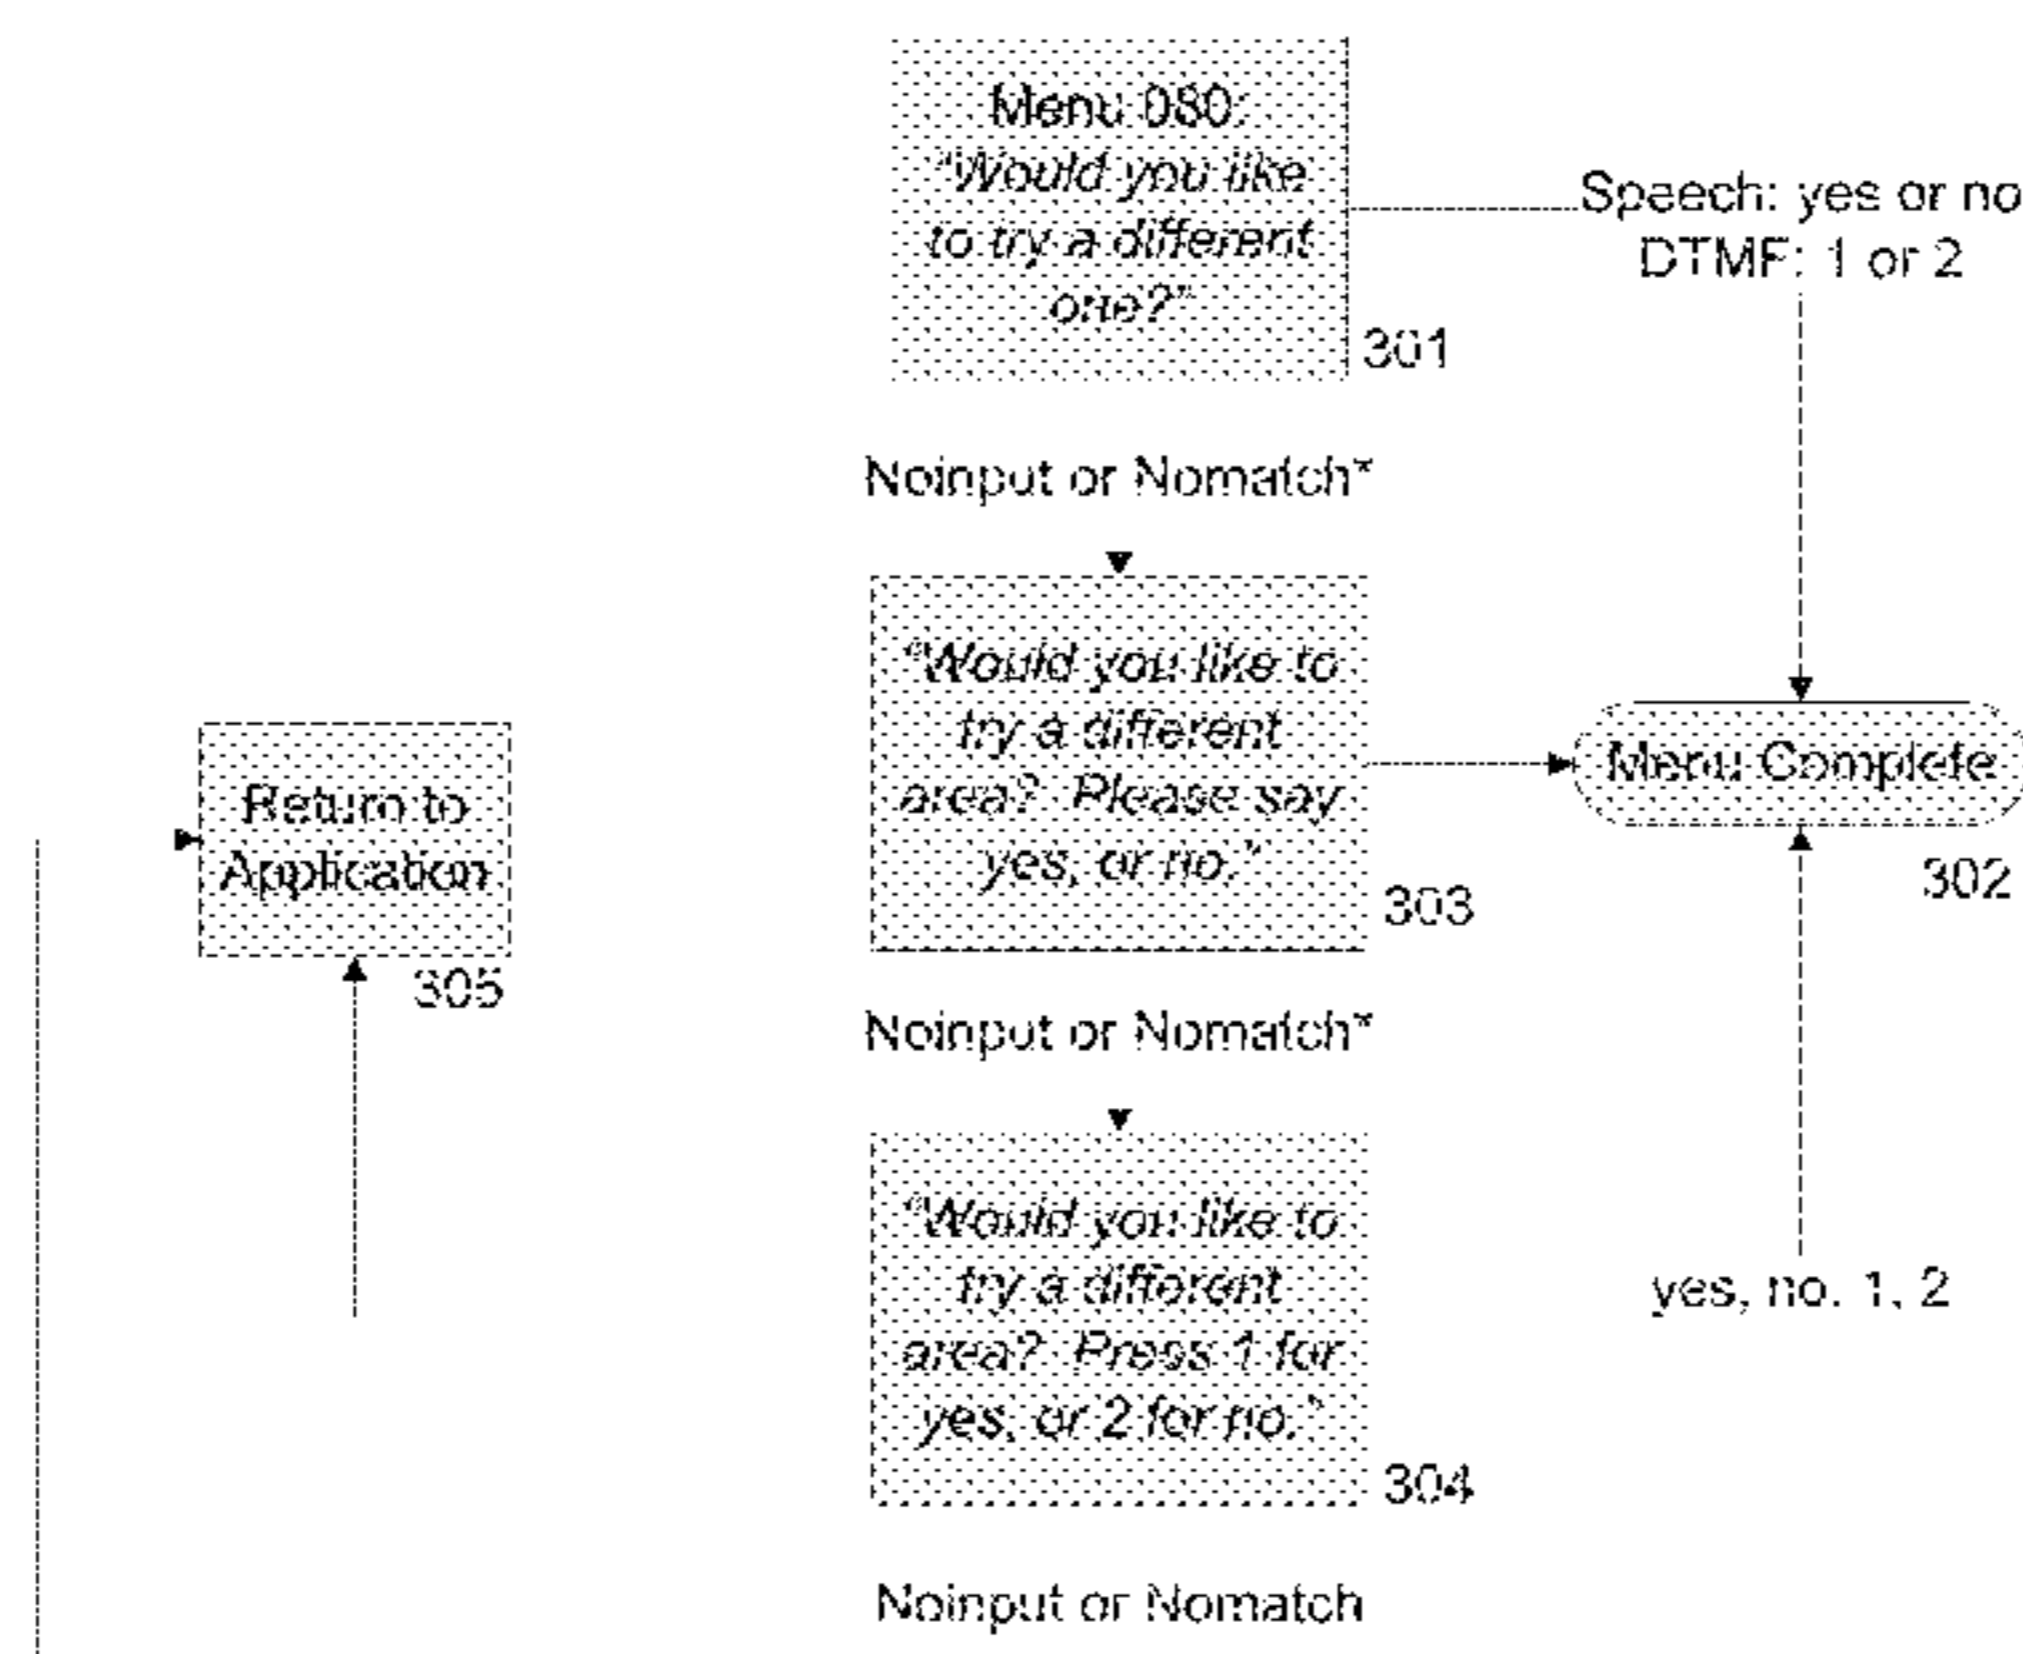 Menu 080:
"Would you like
to try a different
one?"
301
Speech: yes or no
DTMF: 1 or 2
Noinput or Nomatch*
"Would you like to
try a different
area? Please say
yes, or no."
303
Menu Complete
302
Return to
Application
305
Noinput or Nomatch*
"Would you like to
try a different
area? Press 1 for
yes, or 2 for no."
304
yes, no. 1, 2
Noinput or Nomatch